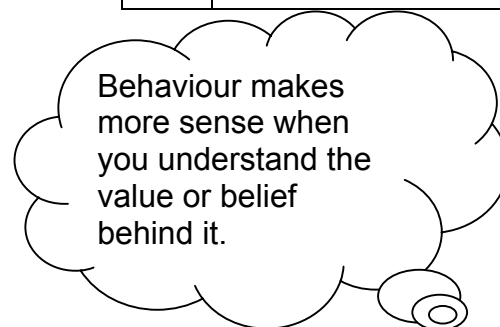 Behaviour makes
more sense when
you understand the
value or belief
behind it.